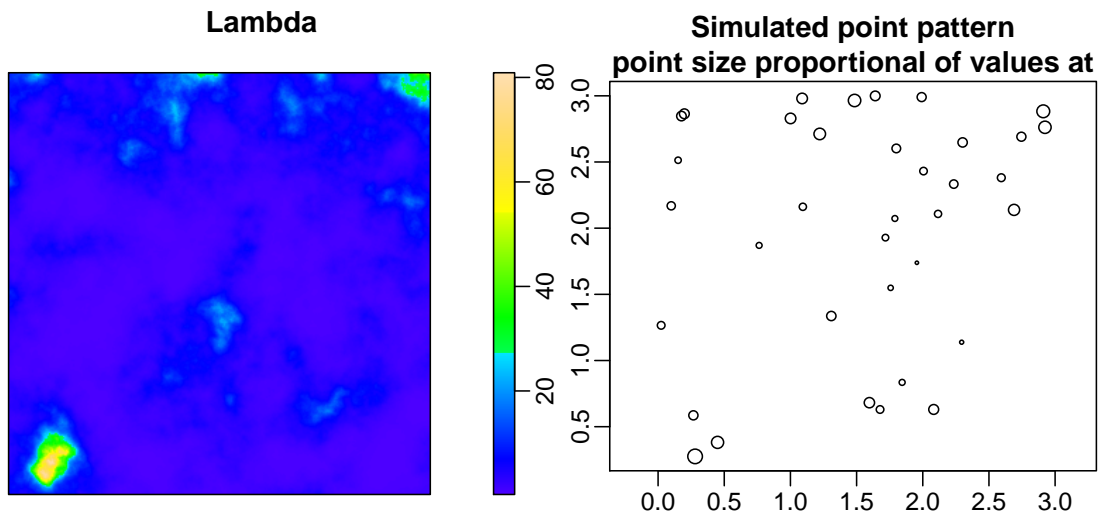 Lambda
80
60
40
20
Simulated point pattern
point size proportional of values at
3.0
2.5
2.0
1.5
1.0
0.5
0.0 0.5 1.0 1.5 2.0 2.5 3.0